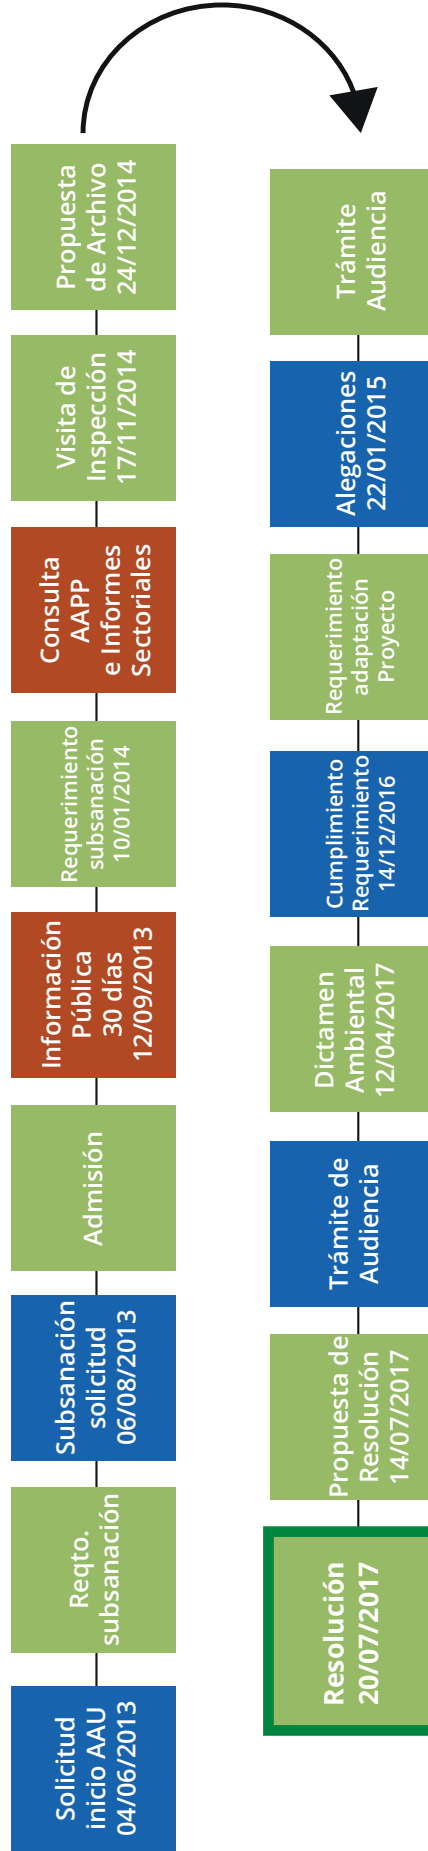 Solicitud
inicio AAU
04/06/2013
Reqto.
subsanación
Subsanación
solicitud
06/08/2013
Admisión
Información
Pública
30 días
12/09/2013
Requerimiento
subsanación
10/01/2014
Consulta
AAPP
e Informes
Sectoriales
Visita de
Inspección
17/11/2014
Propuesta
de Archivo
24/12/2014
Trámite
Audiencia
Alegaciones
22/01/2015
Requerimiento
adaptación
Proyecto
Cumplimiento
Requerimiento
14/12/2016
Dictamen
Ambiental
12/04/2017
Trámite de
Audiencia
Propuesta de
Resolución
14/07/2017
Resolución
20/07/2017